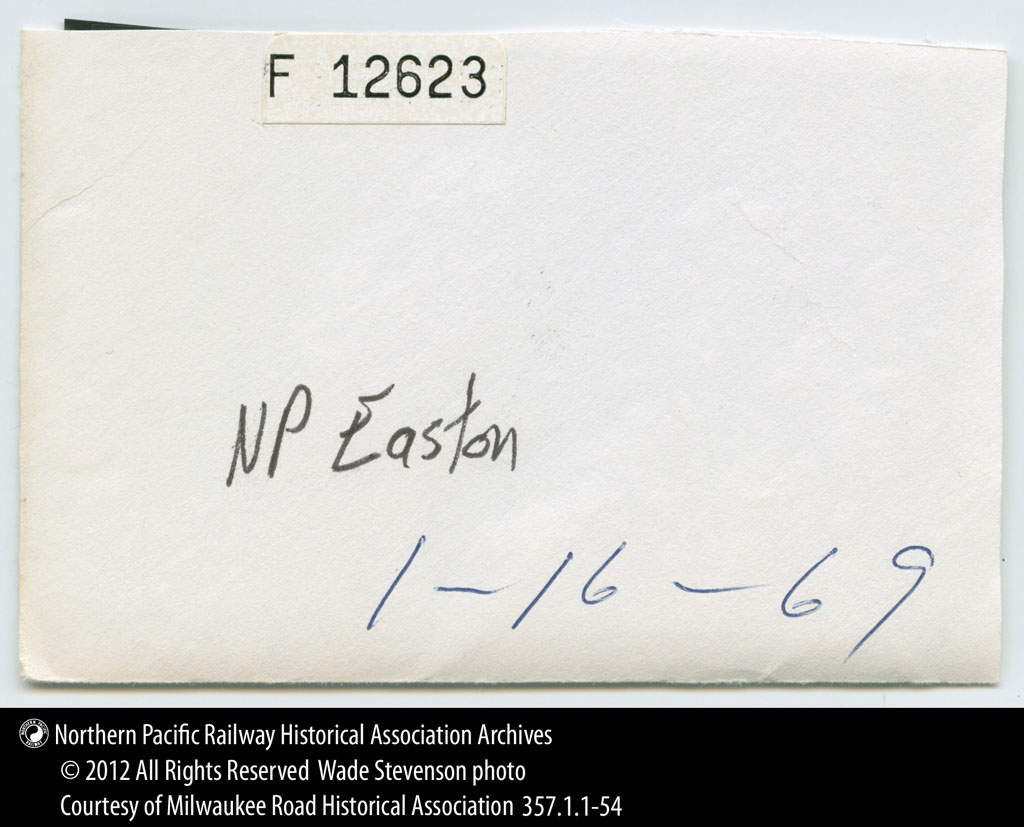 F 12623
NP Easton
1-16-69
Northern Pacific Railway Historical Association Archives
© 2012 All Rights Reserved Wade Stevenson photo
Courtesy of Milwaukee Road Historical Association 357.1.1-54